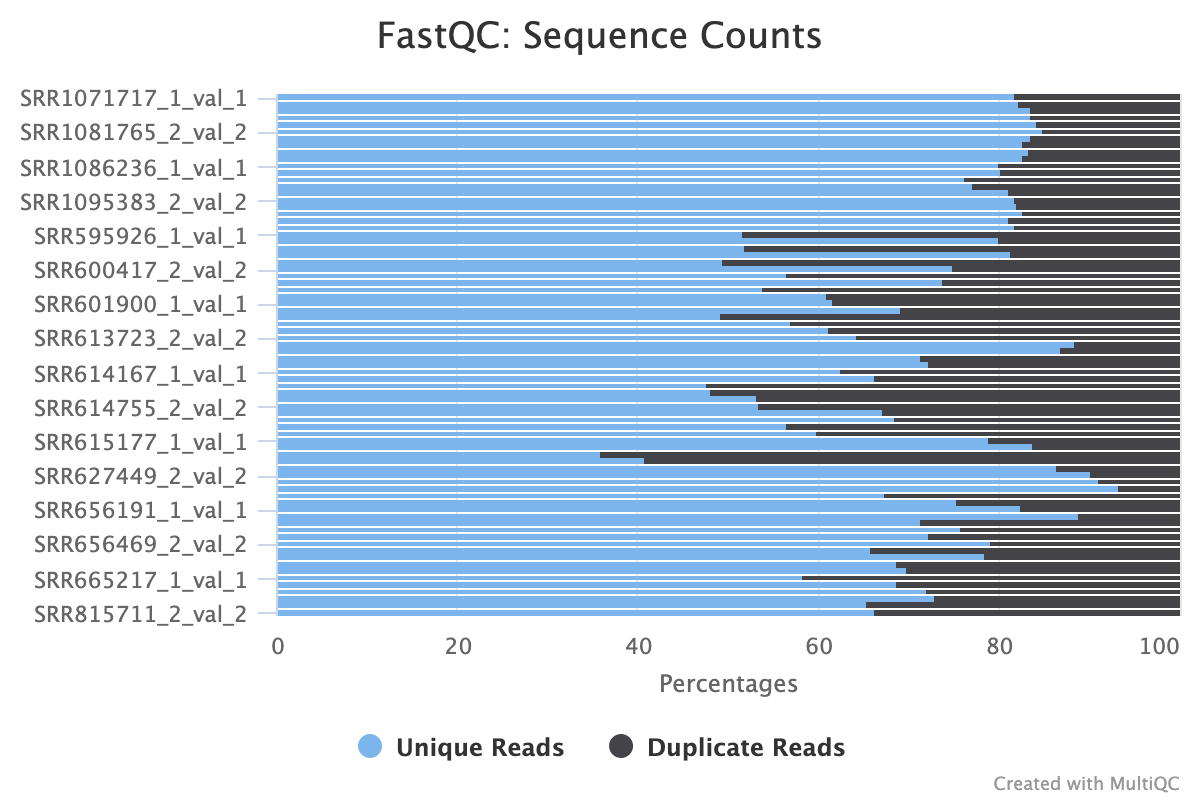 FastQC: Sequence Counts
SRR1071717_1_val_1
SRR1081765_2_val_2
SRR1086236_1_val_1
SRR1095383_2_val_2
SRR595926_1_val_1
SRR600417_2_val_2
SRR601900_1_val_1
SRR613723_2_val_2
SRR614167_1_val_1
SRR614755_2_val_2
SRR615177_1_val_1
SRR627449_2_val_2
SRR656191_1_val_1
SRR656469_2_val_2
SRR665217_1_val_1
SRR815711_2_val_2
0 20 40 60 80 100
Percentages
Unique Reads Duplicate Reads
Created with MultiQC